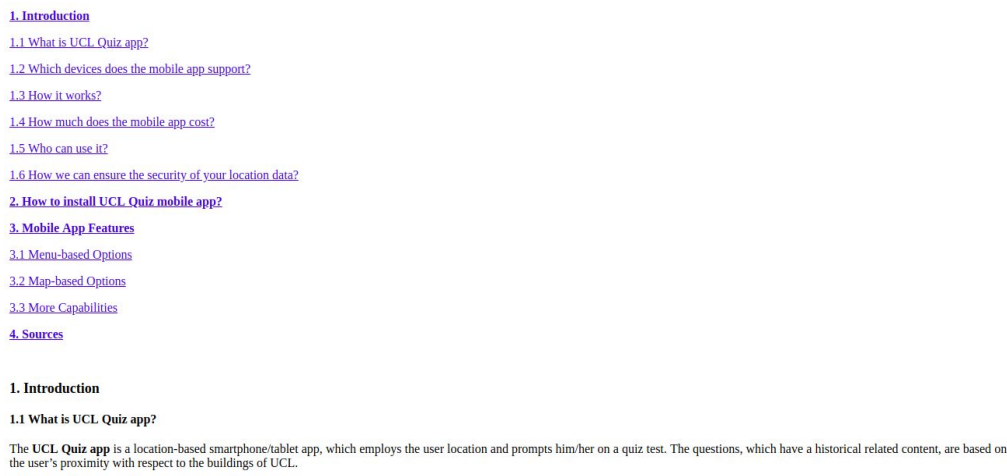 1. Introduction
1.1 What is UCL Quiz app?
1.2 Which devices does the mobile app support?
1.3 How it works?
1.4 How much does the mobile app cost?
1.5 Who can use it?
1.6 How we can ensure the security of your location data?
2. How to install UCL Quiz mobile app?
3. Mobile App Features
3.1 Menu-based Options
3.2 Map-based Options
3.3 More Capabilities
4. Sources
1. Introduction
1.1 What is UCL Quiz app?
The UCL Quiz app is a location-based smartphone/tablet app, which employs the user location and prompts him/her on a quiz test. The questions, which have a historical related content, are based on
the user’s proximity with respect to the buildings of UCL.